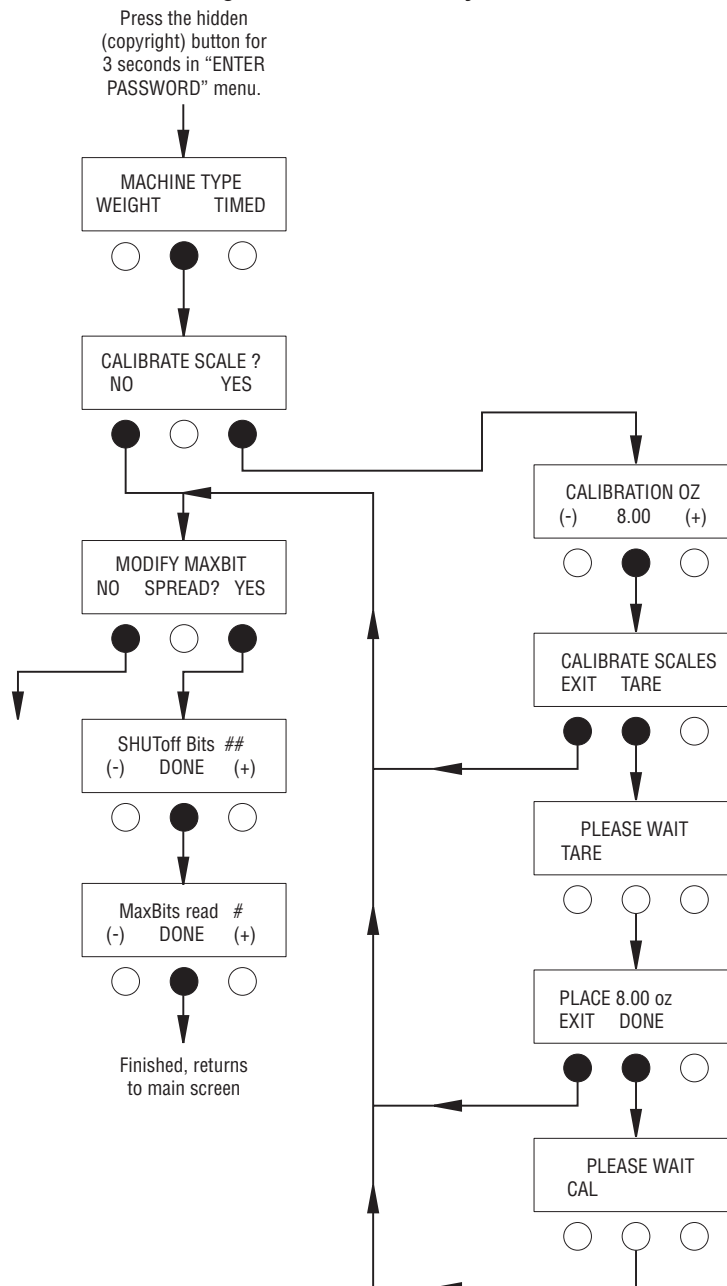 Press the hidden
(copyright) button for
3 seconds in “ENTER
PASSWORD” menu.
MACHINE TYPE
WEIGHT TIMED
CALIBRATE SCALE ?
NO YES
MODIFY MAXBIT
NO SPREAD? YES
SHUToff Bits ##
(-) DONE (+)
MaxBits read #
(-) DONE (+)
Finished, returns
to main screen
CALIBRATION OZ
(-) 8.00 (+)
CALIBRATE SCALES
EXIT TARE
PLEASE WAIT
TARE
PLACE 8.00 oz
EXIT DONE
PLEASE WAIT
CAL